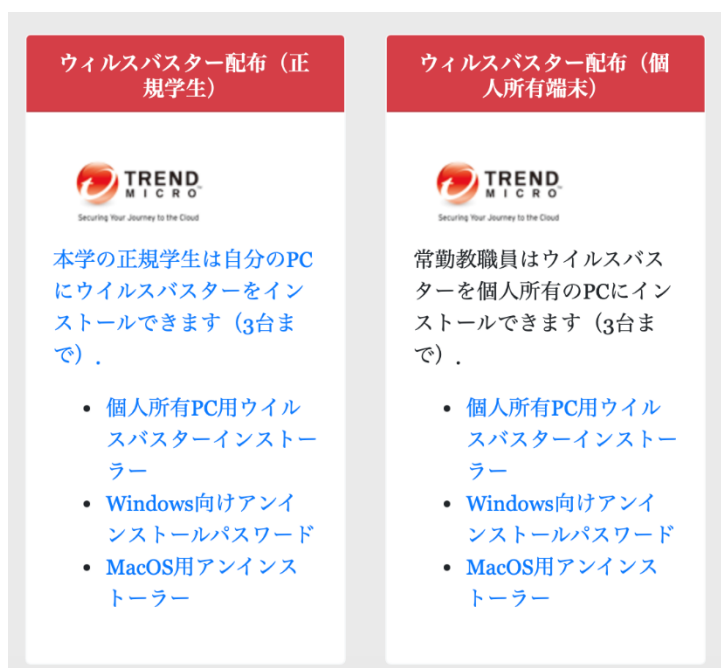 ウィルスバスター配布（正
規学生）
TREND
MICRO
Securing Your Journey to the Cloud
本学の正規学生は自分のPC
にウイルスバスターをイン
ストールできます（3台ま
で）.
• 個人所有PC用ウイル
スバスターインストー
ラー
• Windows向けアンイ
ンストールパスワード
• MacOS用アンインス
トーラー
ウィルスバスター配布（個
人所有端末）
TREND
MICRO
Securing Your Journey to the Cloud
常勤教職員はウイルスバス
ターを個人所有のPCにイン
ストールできます（3台ま
で）.
• 個人所有PC用ウイル
スバスターインストー
ラー
• Windows向けアンイ
ンストールパスワード
• MacOS用アンインス
トーラー